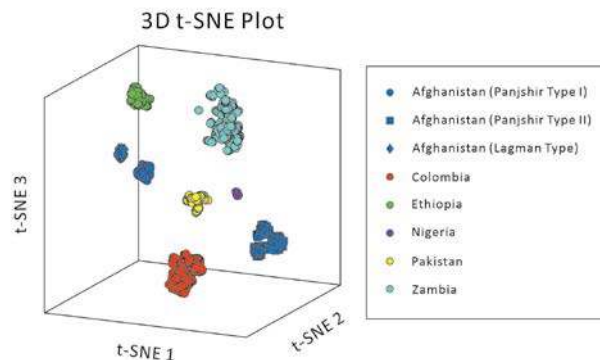 3D t-SNE Plot
t-SNE 3
t-SNE 1
t-SNE 2
Afghanistan (Panjshir Type I)
Afghanistan (Panjshir Type II)
Afghanistan (Lagman Type)
Colombia
Ethiopia
Nigeria
Pakistan
Zambia